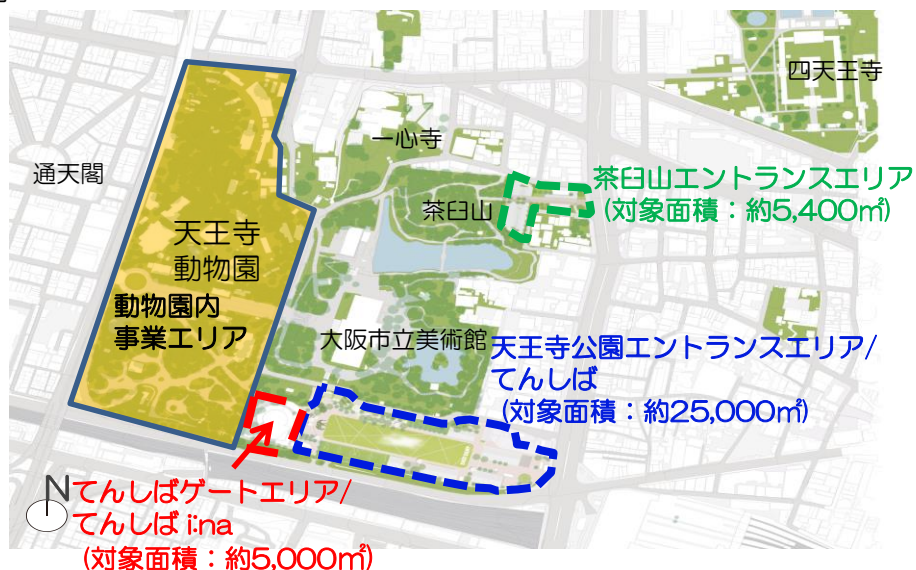 四天王寺
一心寺
通天閣
茶臼山エントランスエリア
(対象面積：約5,400㎡)
茶臼山
天王寺
動物園
動物園内
事業エリア
大阪市立美術館
天王寺公園エントランスエリア/
てんしば
(対象面積：約25,000㎡)
N
てんしばゲートエリア/
てんしば i:na
(対象面積：約5,000㎡)